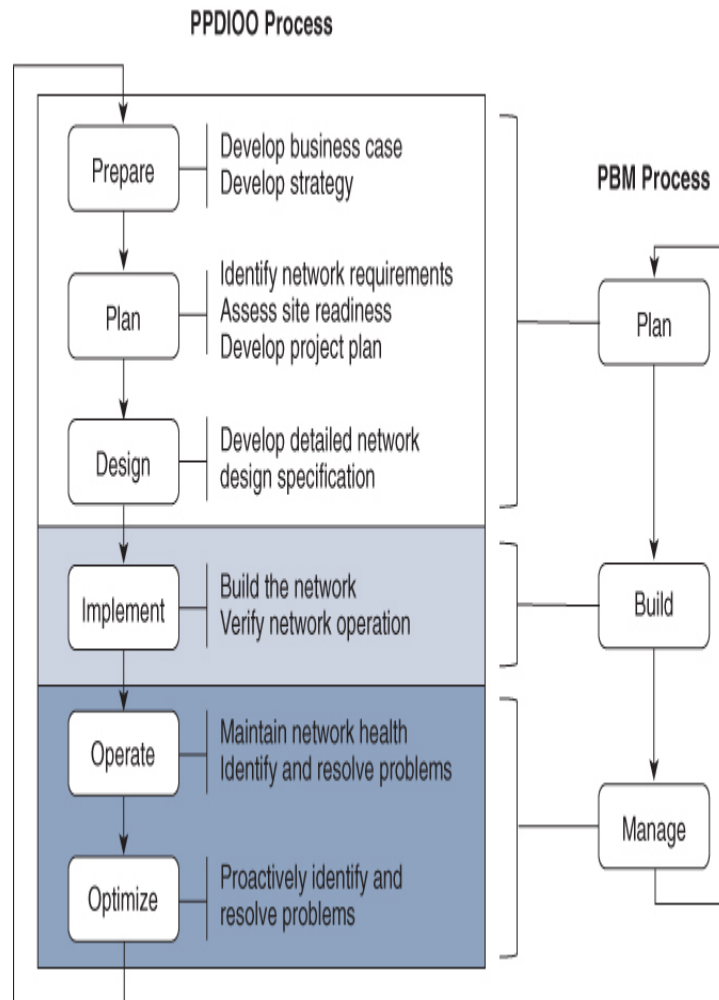 PPDIOO Process
Prepare
Develop business case
Develop strategy
Plan
Identify network requirements
Assess site readiness
Develop project plan
Design
Develop detailed network
design specification
Implement
Build the network
Verify network operation
Operate
Maintain network health
Identify and resolve problems
Optimize
Proactively identify and
resolve problems
PBM Process
Plan
Build
Manage